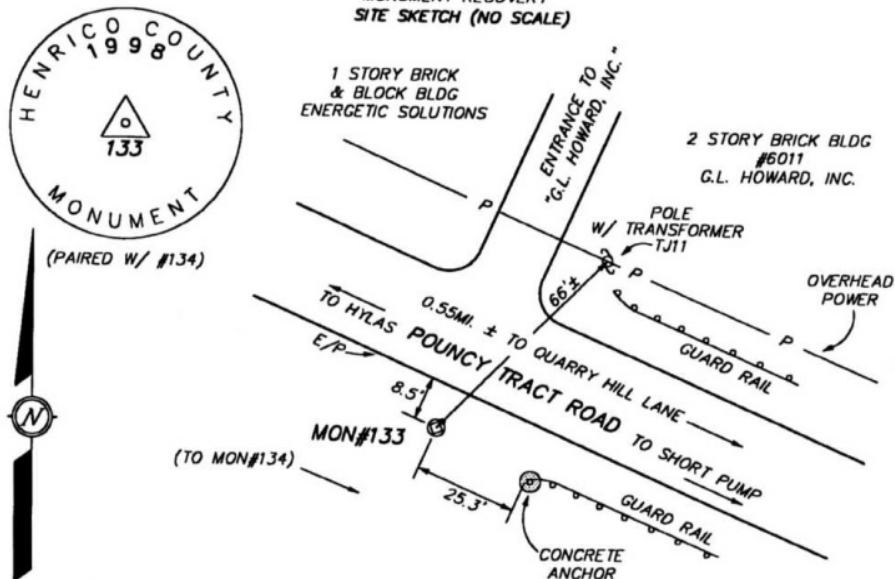 MONUMENT RECOVERY
SITE SKETCH (NO SCALE)
HENRICO COUNTY
1998
133
MONUMENT
(PAIRED W/ #134)
1 STORY BRICK
& BLOCK BLDG
ENERGETIC SOLUTIONS
ENTRANCE TO
"G.L. HOWARD, INC."
2 STORY BRICK BLDG
#6011
G.L. HOWARD, INC.
P
POLE
W/ TRANSFORMER
TJ11
P
P
OVERHEAD
POWER
GUARD RAIL
66'±
0.55MI. ± TO QUARRY HILL LANE
TO HYLAS
POUNCY TRACT ROAD
TO SHORT PUMP
E/P
8.5'
MON#133
N
(TO MON#134)
25.3'
GUARD RAIL
CONCRETE
ANCHOR